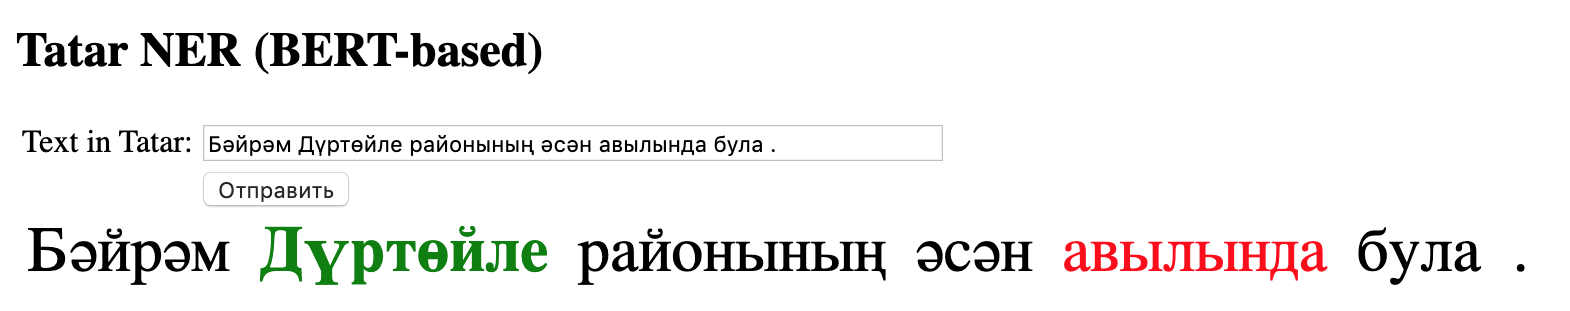 Tatar NER (BERT-based)
Text in Tatar: Бәйрәм Дүртөйле районының әсән авылында була .
Отправить
Бәйрәм Дүртөйле районының әсән авылында була .